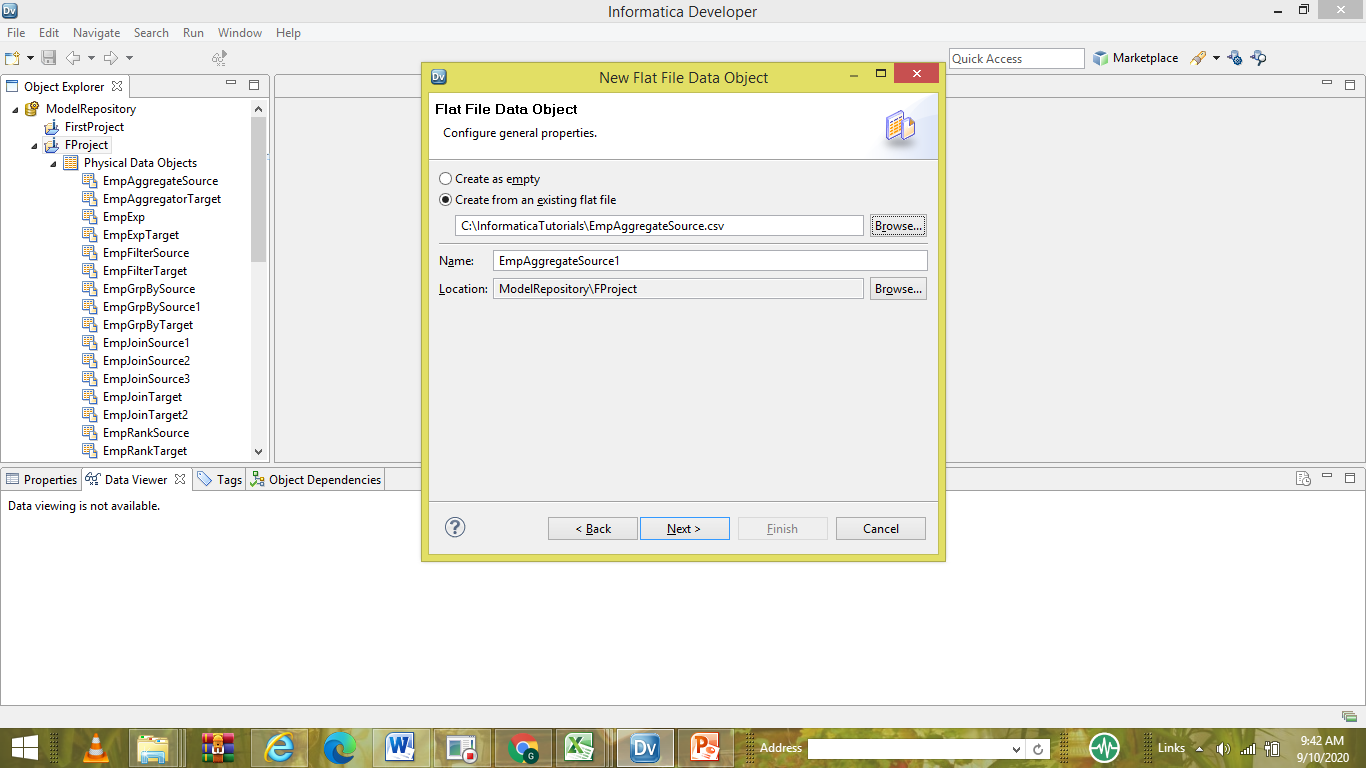 Dv
Informatica Developer
File Edit Navigate Search Run Window Help
Quick Access
Marketplace
Object Explorer
ModelRepository
FirstProject
FProject
Physical Data Objects
EmpAggregateSource
EmpAggregatorTarget
EmpExp
EmpExpTarget
EmpFilterSource
EmpFilterTarget
EmpGrpBySource
EmpGrpBySource1
EmpGrpByTarget
EmpJoinSource1
EmpJoinSource2
EmpJoinSource3
EmpJoinTarget
EmpJoinTarget2
EmpRankSource
EmpRankTarget
Dv
New Flat File Data Object
Flat File Data Object
Configure general properties.
Create as empty
Create from an existing flat file
C:\InformaticaTutorials\EmpAggregateSource.csv Browse...
Name: EmpAggregateSource1
Location: ModelRepository\FProject Browse...
? < Back Next > Finish Cancel
Properties Data Viewer Tags Object Dependencies
Data viewing is not available.
Dv
Address
Links
9:42 AM
9/10/2020